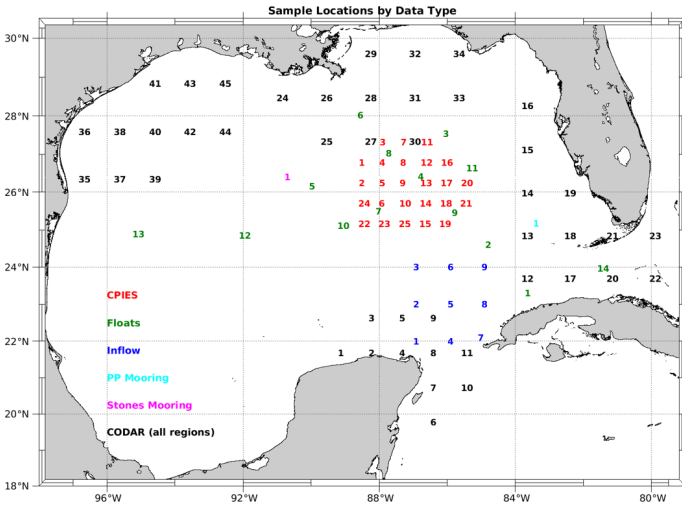 Sample Locations by Data Type
30°N
29 32 34
41 43 45
24 26 28 31 33
16
28°N
6
36 38 40 42 44
3
25 27 3 7 30 11
15
8
1 4 8 12 16
11
35 37 39
1
4
5
2 5 9 13 17 20
26°N
14 19
24 6 10 14 18 21
7
9
1
10
22 23 25 15 19
13
12
13 18 21 23
2
24°N
3 6 9
14
12 17 20 22
CPIES
1
2 5 8
Floats
3 5 9
22°N
1 4 7
Inflow
1 2 4 8 11
PP Mooring
7 10
Stones Mooring
20°N
6
CODAR (all regions)
18°N
96°W 92°W 88°W 84°W 80°W